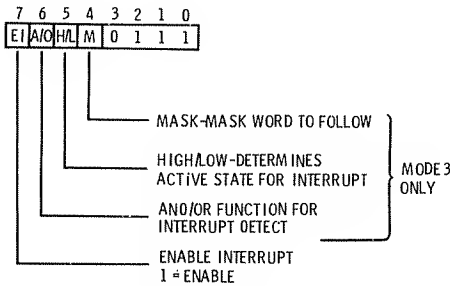 7 6 5 4 3 2 1 0
EI A/O H/L M 0 1 1 1
MASK-MASK WORD TO FOLLOW
HIGH/LOW-DETERMINES
ACTIVE STATE FOR INTERRUPT
MODE 3
ONLY
AND/OR FUNCTION FOR
INTERRUPT DETECT
ENABLE INTERRUPT
1 = ENABLE